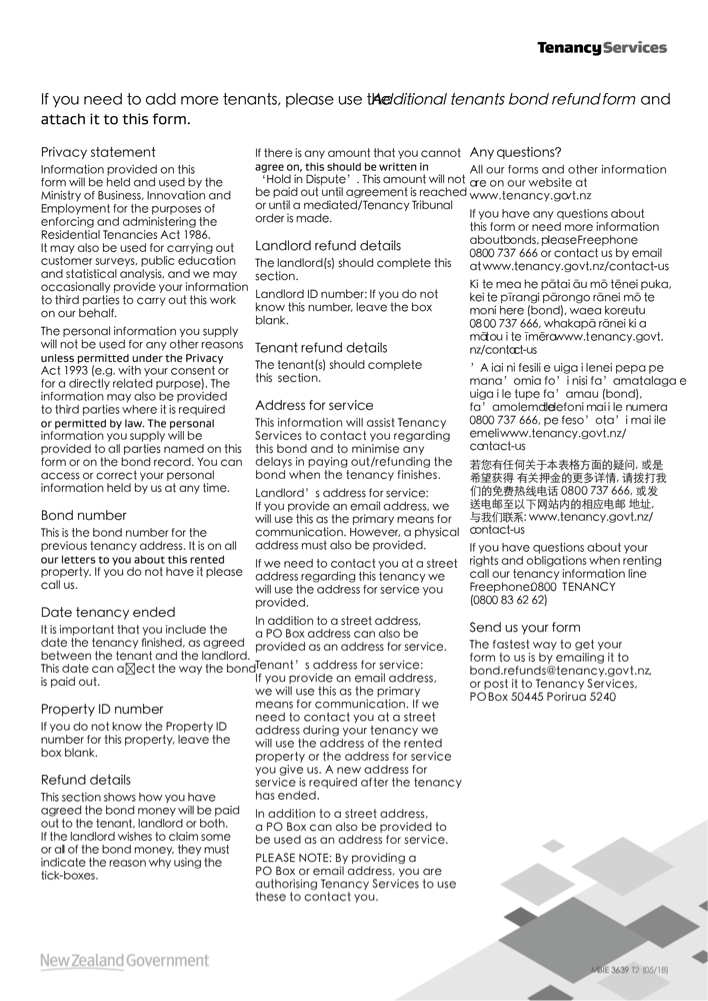 TenancyServices
If you need to add more tenants, please use the Additional tenants bond refund form and
attach it to this form.
Privacy statement
Information provided on this
form will be held and used by the
Ministry of Business, Innovation and
Employment for the purposes of
enforcing and administering the
Residential Tenancies Act 1986.
It may also be used for carrying out
customer surveys, public education
and statistical analysis, and we may
occasionally provide your information
to third parties to carry out this work
on our behalf.
The personal information you supply
will not be used for any other reasons
unless permitted under the Privacy
Act 1993 (e.g. with your consent or
for a directly related purpose). The
information may also be provided
to third parties where it is required
or permitted by law. The personal
information you supply will be
provided to all parties named on this
form or on the bond record. You can
access or correct your personal
information held by us at any time.
Bond number
This is the bond number for the
previous tenancy address. It is on all
our letters to you about this rented
property. If you do not have it please
call us.
Date tenancy ended
It is important that you include the
date the tenancy finished, as agreed
between the tenant and the landlord.
This date can a☒ect the way the bond
is paid out.
Property ID number
If you do not know the Property ID
number for this property, leave the
box blank.
Refund details
This section shows how you have
agreed the bond money will be paid
out to the tenant, landlord or both.
If the landlord wishes to claim some
or all of the bond money, they must
indicate the reason why using the
tick-boxes.
If there is any amount that you cannot
agree on, this should be written in
‘Hold in Dispute’. This amount will not
be paid out until agreement is reached
or until a mediated/Tenancy Tribunal
order is made.
Landlord refund details
The landlord(s) should complete this
section.
Landlord ID number: If you do not
know this number, leave the box
blank.
Tenant refund details
The tenant(s) should complete
this section.
Address for service
This information will assist Tenancy
Services to contact you regarding
this bond and to minimise any
delays in paying out/refunding the
bond when the tenancy finishes.
Landlord’s address for service:
If you provide an email address, we
will use this as the primary means for
communication. However, a physical
address must also be provided.
If we need to contact you at a street
address regarding this tenancy we
will use the address for service you
provided.
In addition to a street address,
a PO Box address can also be
provided as an address for service.
Tenant’s address for service:
If you provide an email address,
we will use this as the primary
means for communication. If we
need to contact you at a street
address during your tenancy we
will use the address of the rented
property or the address for service
you give us. A new address for
service is required after the tenancy
has ended.
In addition to a street address,
a PO Box can also be provided to
be used as an address for service.
PLEASE NOTE: By providing a
PO Box or email address, you are
authorising Tenancy Services to use
these to contact you.
Any questions?
All our forms and other information
are on our website at
www.tenancy.govt.nz
If you have any questions about
this form or need more information
about bonds, please Freephone
0800 737 666 or contact us by email
at www.tenancy.govt.nz/contact-us
Ki te mea he pātai āu mō tēnei puka,
kei te pīrangi pārongo rānei mō te
moni here (bond), waea koreutu
0800 737 666, whakapā rānei ki a
mātou i te īmēra www.tenancy.govt.
nz/contact-us
’A iai ni fesili e uiga i lenei pepa pe
mana’omia fo’i nisi fa’amatalaga e
uiga i le tupe fa’amau (bond),
fa’amolemole telefoni mai i le numera
0800 737 666, pe feso’ota’i mai ile
emeli www.tenancy.govt.nz/
contact-us
若您有任何关于本表格方面的疑问, 或是
希望获得 有关押金的更多详情, 请拨打我
们的免费热线电话 0800 737 666, 或发
送电邮至以下网站内的相应电邮 地址,
与我们联系: www.tenancy.govt.nz/
contact-us
If you have questions about your
rights and obligations when renting
call our tenancy information line
Freephone 0800 TENANCY
(0800 83 62 62)
Send us your form
The fastest way to get your
form to us is by emailing it to
bond.refunds@tenancy.govt.nz,
or post it to Tenancy Services,
PO Box 50445 Porirua 5240
New Zealand Government
MBIE 3639 T2 (05/18)